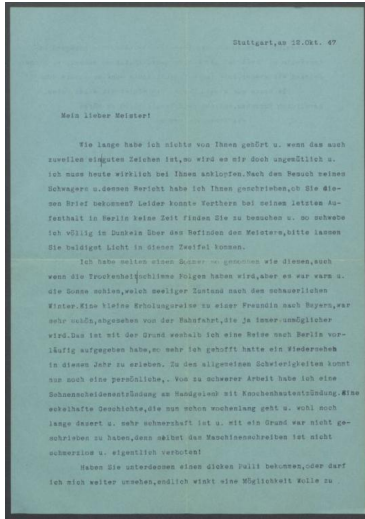 Stuttgart,am 12.Okt. 47
Mein lieber Meister!
Wie lange habe ich nichts von Ihnen gehört u. wenn das auch
zuweilen ein gutes Zeichen ist,so wird es mir doch ungemütlich u.
ich muss heute wirklich bei Ihnen anklopfen.Nach dem Besuch meines
Schwagers u.dessen Bericht habe ich Ihnen geschrieben,ob Sie die-
sen Brief bekommen? Leider konnte Vorthern bei seinem letzten Au-
fenthalt in Berlin keine Zeit finden Sie zu besuchen u. so schwebe
ich völlig in Dunkeln über das Befinden des Meisters,bitte lassen
Sie baldigst Licht in dieser Zweifel kommen.
Ich habe selten einen Sommer so genossen wie diesen,auch
wenn die Trockenheit schlimme Folgen haben wird,aber es war warm u.
die Sonne schien,welch seeliger Zustand nach dem schauerlichen
Winter.Eine kleine Erholungsreise zu einer Freundin nach Bayern,war
sehr schön,abgesehen von der Bahnfahrt,die ja immer unmöglicher
wird.Das ist mit der Grund weshalb ich eine Reise nach Berlin vor-
läufig aufgegeben habe,so sehr ich gehofft hatte ein Wiedersehen
in diesem Jahr zu erleben. Zu den allgemeinen Schwierigkeiten kommt
nun noch eine persönliche,. Von zu schwerer Arbeit habe ich eine
Sehnenscheidenentzündung am Handgelenk mit Knochenhautentzündung.Eine
ekelhafte Geschichte,die nun schon wochenlang geht u. wohl noch
lange dauert u. sehr schmerzhaft ist u. mit ein Grund war nicht ge-
schrieben zu haben,denn selbst das Maschinenschreiben ist nicht
schmerzlos u. eigentlich verboten!
Haben Sie unterdessen einen dicken Pulli bekommen,oder darf
ich mich weiter umsehen,endlich winkt eine Möglichkeit Wolle zu